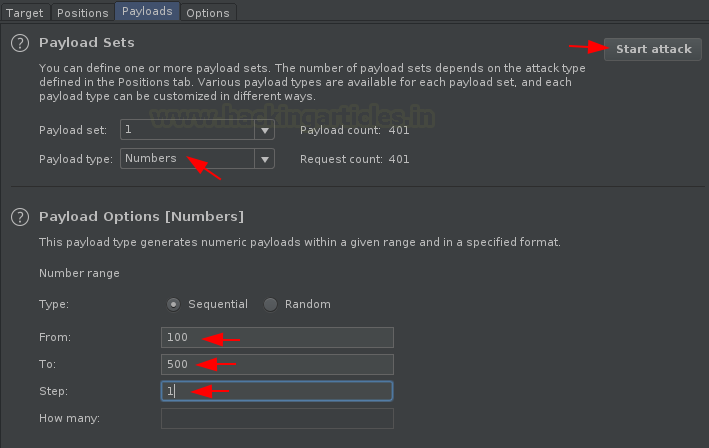 Target Positions Payloads Options
? Payload Sets
Start attack
You can define one or more payload sets. The number of payload sets depends on the attack type
defined in the Positions tab. Various payload types are available for each payload set, and each
payload type can be customized in different ways.
www.hackingarticles.in
Payload set: 1 Payload count: 401
Payload type: Numbers Request count: 401
? Payload Options [Numbers]
This payload type generates numeric payloads within a given range and in a specified format.
Number range
Type: Sequential Random
From: 100
To: 500
Step: 1
How many: